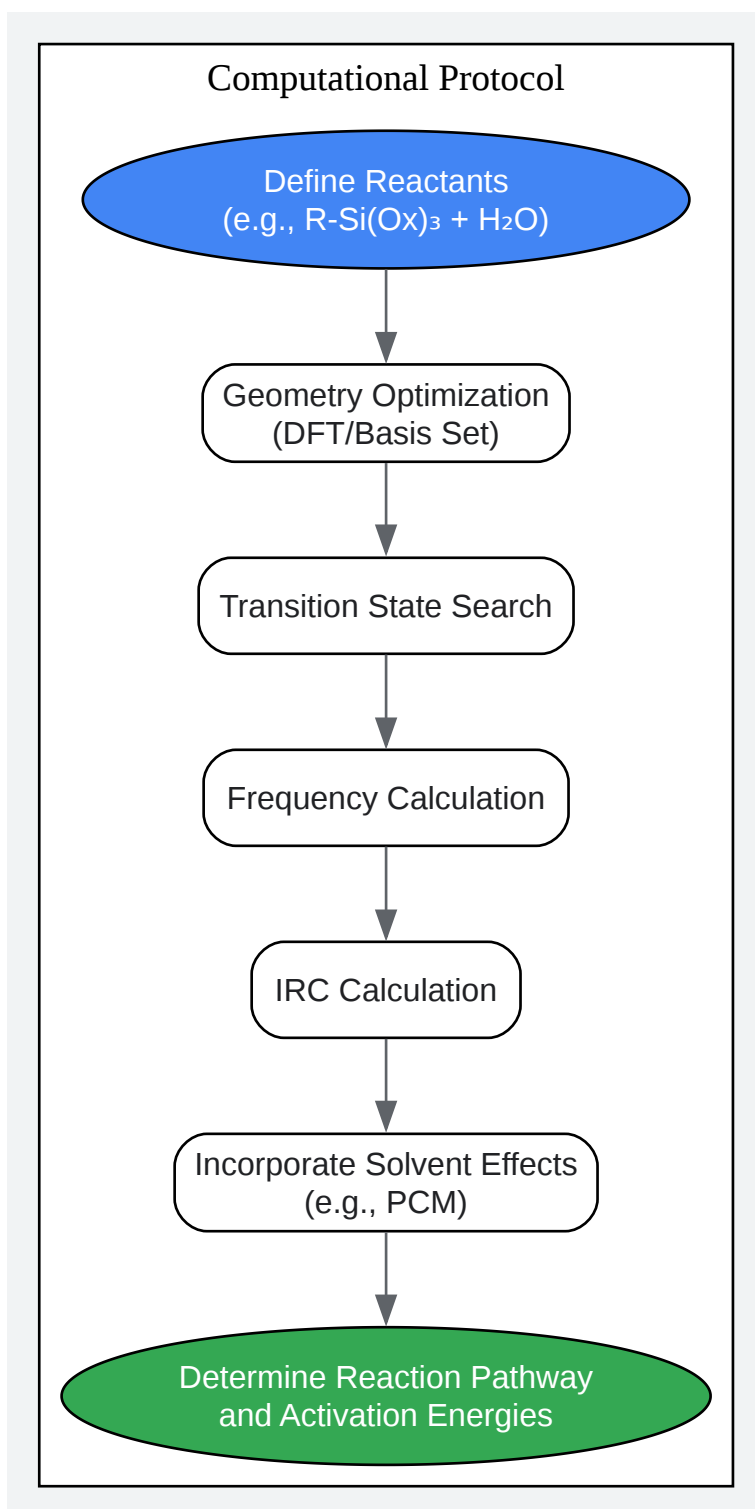 Computational Protocol
Define Reactants
(e.g., R-Si(Ox)₃ + H₂O)
Geometry Optimization
(DFT/Basis Set)
Transition State Search
Frequency Calculation
IRC Calculation
Incorporate Solvent Effects
(e.g., PCM)
Determine Reaction Pathway
and Activation Energies